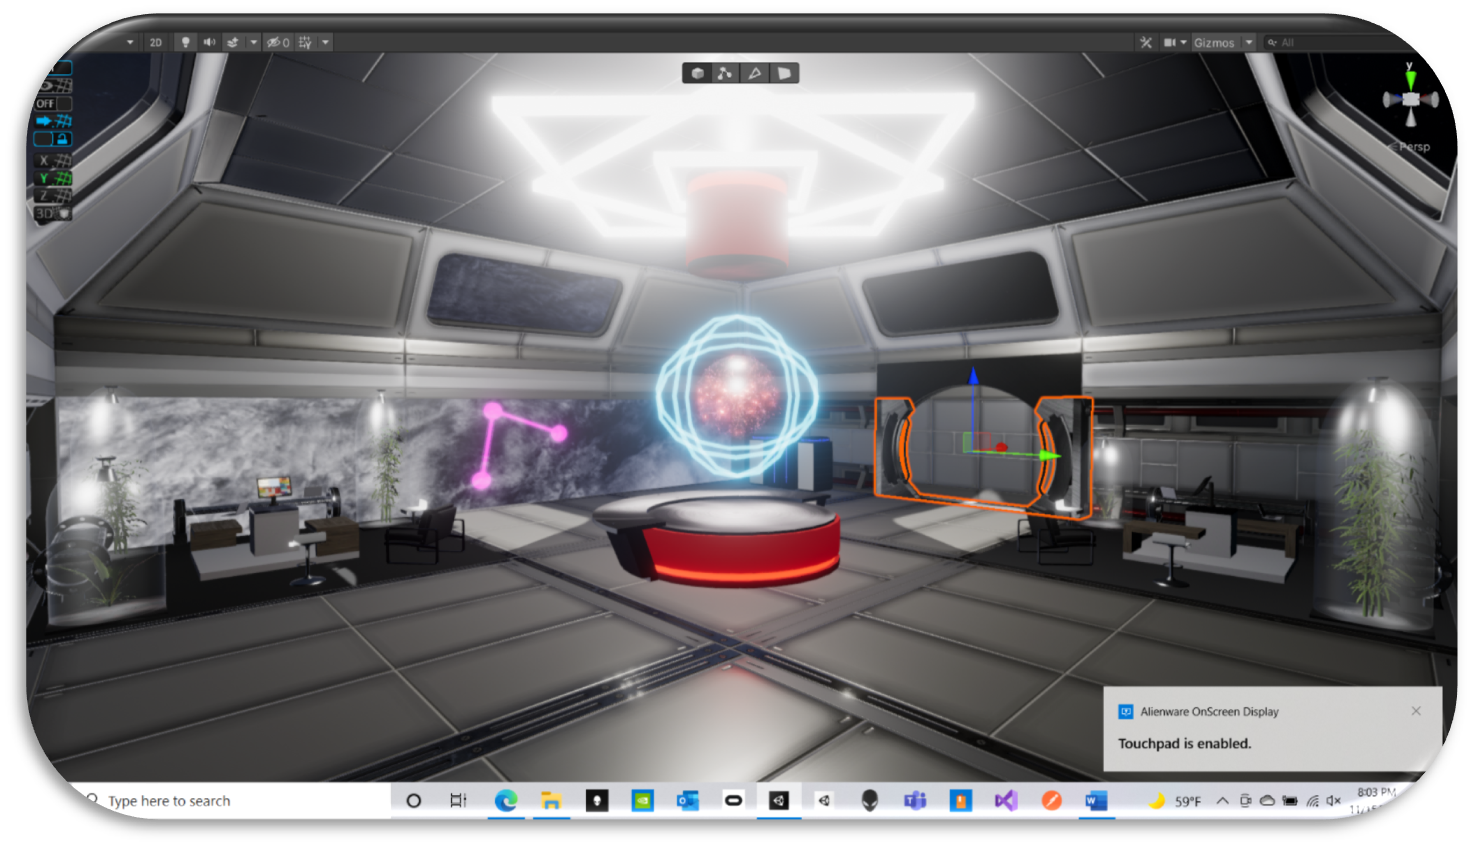 2D
0
Gizmos
All
OFF
X
Y
Z
3D
y
Persp
Alienware OnScreen Display
Touchpad is enabled.
Type here to search
59°F
8:03 PM